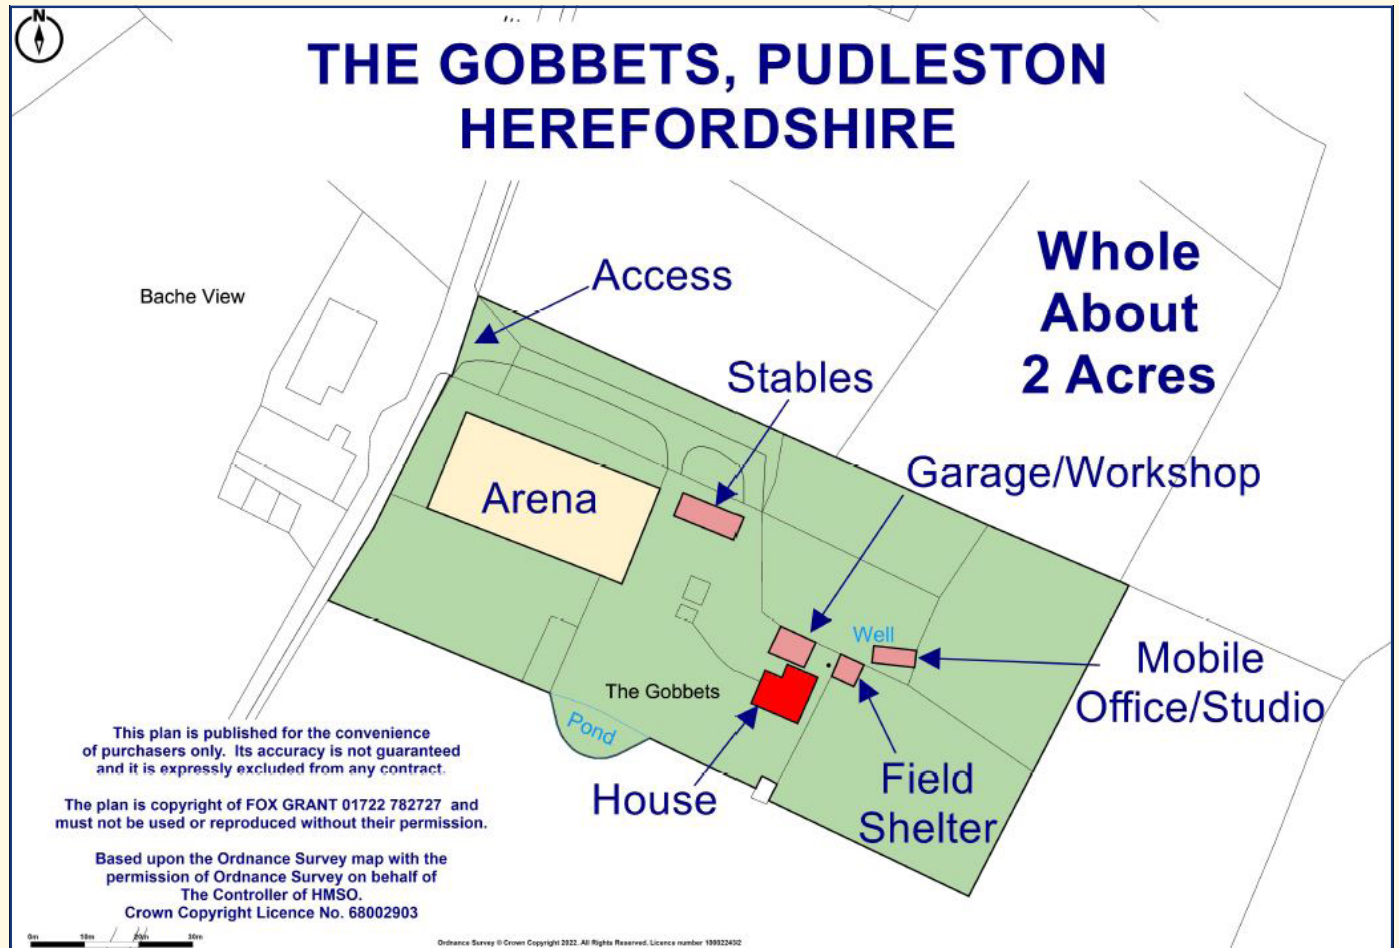 N
THE GOBBETS, PUDLESTON
HEREFORDSHIRE
Whole
About
2 Acres
Access
Bache View
Stables
Garage/Workshop
Arena
Well
Mobile
Office/Studio
The Gobbets
Pond
House
Field
Shelter
This plan is published for the convenience
of purchasers only. Its accuracy is not guaranteed
and it is expressly excluded from any contract.
The plan is copyright of FOX GRANT 01722 782727 and
must not be used or reproduced without their permission.
Based upon the Ordnance Survey map with the
permission of Ordnance Survey on behalf of
The Controller of HMSO.
Crown Copyright Licence No. 68002903
0m 10m 20m 30m
Ordnance Survey © Crown Copyright 2022. All Rights Reserved. Licence number